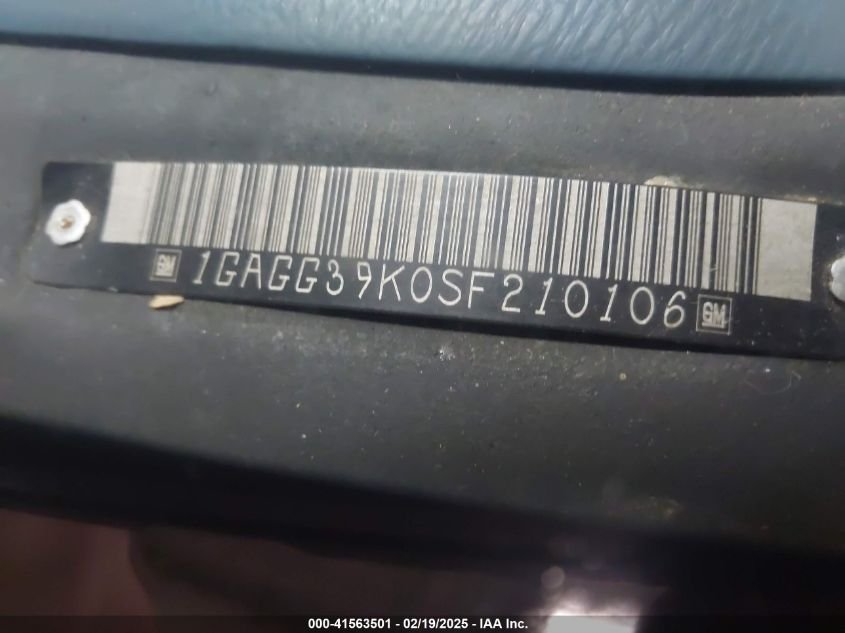 GM 1GAGG39K0SF210106 GM
000-41563501 - 02/19/2025 - IAA Inc.